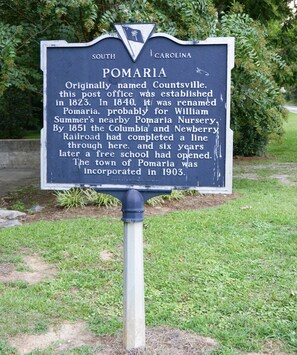 SOUTH CAROLINA
POMARIA
Originally named Countsville,
this post office was established
in 1823. In 1840, it was renamed
Pomaria, probably for William
Summer's nearby Pomaria Nursery.
By 1851 the Columbia and Newberry
Railroad had completed a line
through here, and six years
later a free school had opened.
The town of Pomaria was
incorporated in 1903.